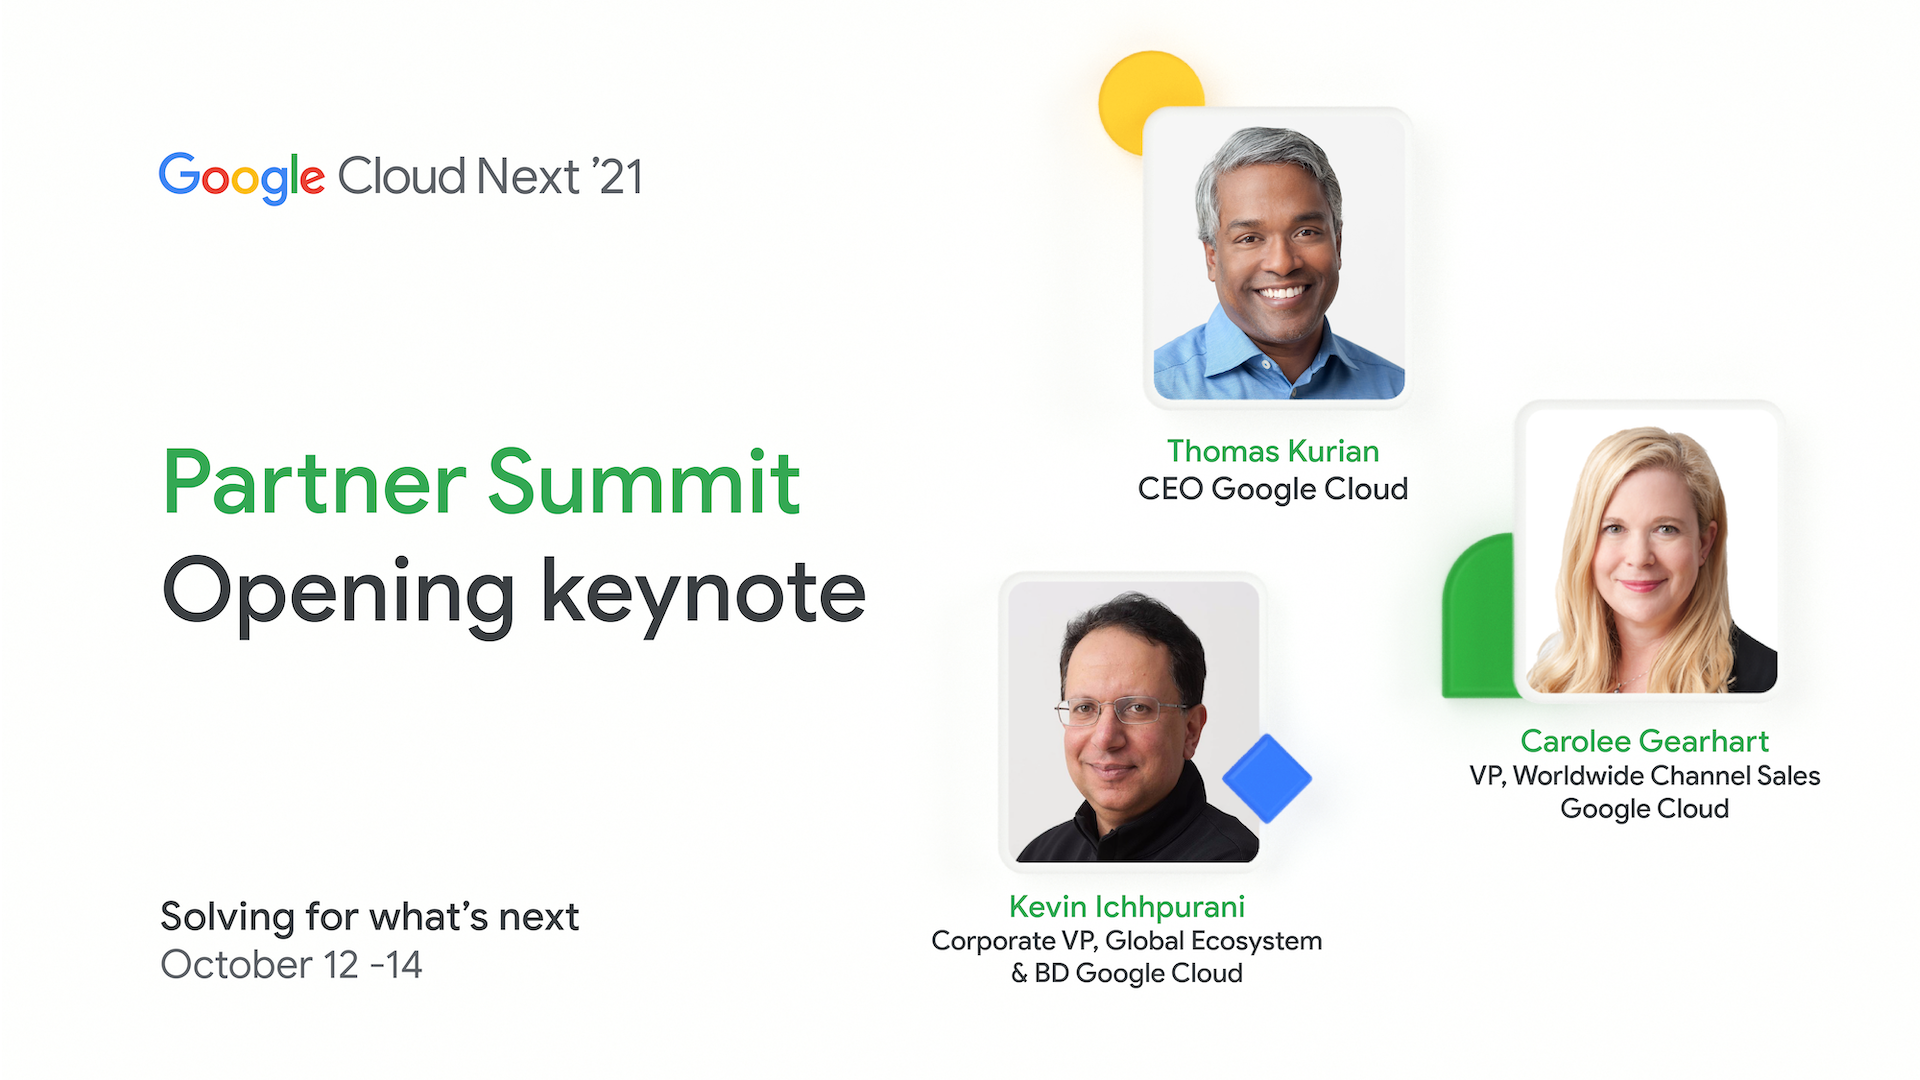 Google Cloud Next ’21
Partner Summit
Opening keynote
Solving for what’s next
October 12 -14
Thomas Kurian
CEO Google Cloud
Carolee Gearhart
VP, Worldwide Channel Sales
Google Cloud
Kevin Ichhpurani
Corporate VP, Global Ecosystem
& BD Google Cloud